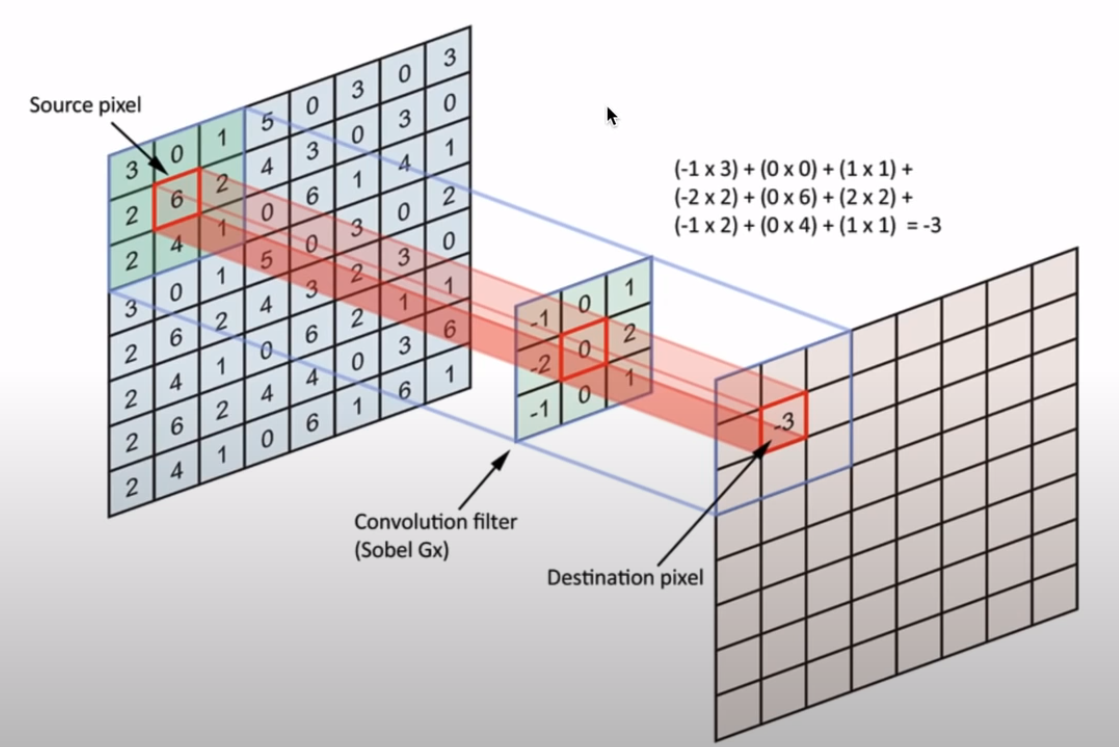 Source pixel
3 0 1 5 0 3 0 3
2 6 2 4 3 0 3 0
2 4 1 0 6 1 4 1
3 0 1 5 0 3 0 2
2 6 2 4 3 2 3 0
2 4 1 0 6 2 1 1
2 6 2 4 4 0 3 6
2 4 1 0 6 1 6 1
(-1 x 3) + (0 x 0) + (1 x 1) +
(-2 x 2) + (0 x 6) + (2 x 2) +
(-1 x 2) + (0 x 4) + (1 x 1) = -3
-1 0 1
-2 0 2
-1 0 1
-3
Convolution filter
(Sobel Gx)
Destination pixel